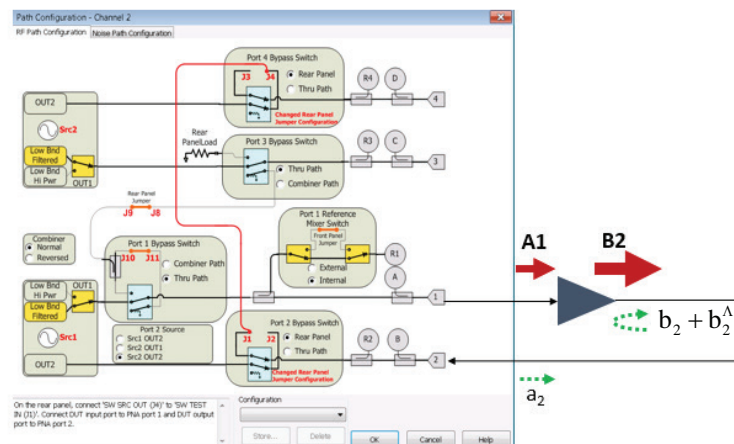 Path Configuration - Channel 2
RF Path Configuration
Noise Path Configuration
Port 4 Bypass Switch
J3
J4
Rear Panel
Thru Path
Changed Rear Panel
Jumper Configuration
R4
D
4
OUT2
Src2
Low Bnd
Filtered
Low Bnd
Hi Pwr
OUT1
Rear
PanelLoad
Port 3 Bypass Switch
Thru Path
Combiner Path
R3
C
3
Rear Panel
Jumper
J9
J8
Port 1 Reference
Mixer Switch
Front Panel
Jumper
External
Internal
R1
A
1
Combiner
Normal
Reversed
Port 1 Bypass Switch
J10
J11
Combiner Path
Thru Path
Low Bnd
Hi Pwr
Low Bnd
Filtered
OUT1
Src1
OUT2
Port 2 Source
Src1 OUT2
Src2 OUT1
Src2 OUT2
Port 2 Bypass Switch
J1
J2
Rear Panel
Thru Path
Changed Rear Panel
Jumper Configuration
R2
B
2
A1
B2
b₂ + b₂^Λ
a₂
On the rear panel, connect 'SW SRC OUT (J4)' to 'SW TEST
IN (J1)'. Connect DUT input port to PNA port 1 and DUT output
port to PNA port 2.
Configuration
Store...
Delete
OK
Cancel
Help